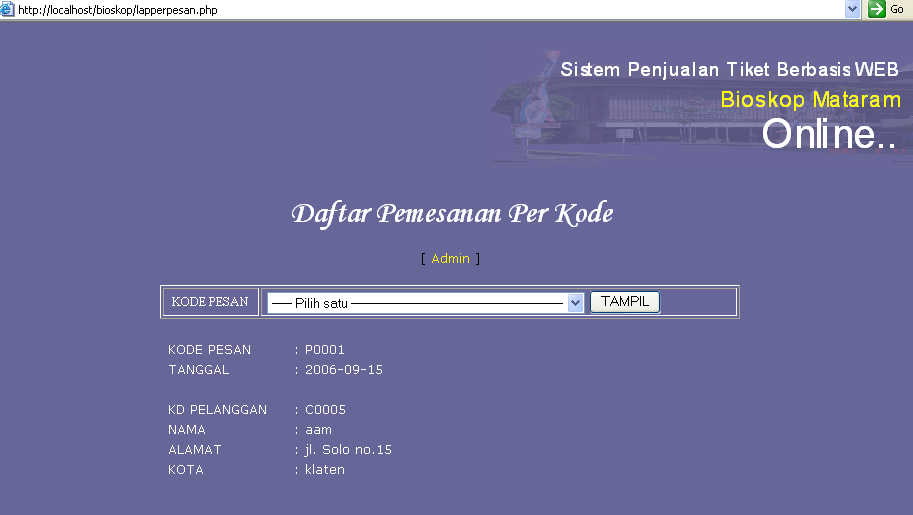 http://localhost/bioskop/lapperpesan.php Go
Sistem Penjualan Tiket Berbasis WEB
Bioskop Mataram
Online..
Daftar Pemesanan Per Kode
[ Admin ]
KODE PESAN --- Pilih satu --- TAMPIL
KODE PESAN : P0001
TANGGAL : 2006-09-15
KD PELANGGAN : C0005
NAMA : aam
ALAMAT : jl. Solo no.15
KOTA : klaten